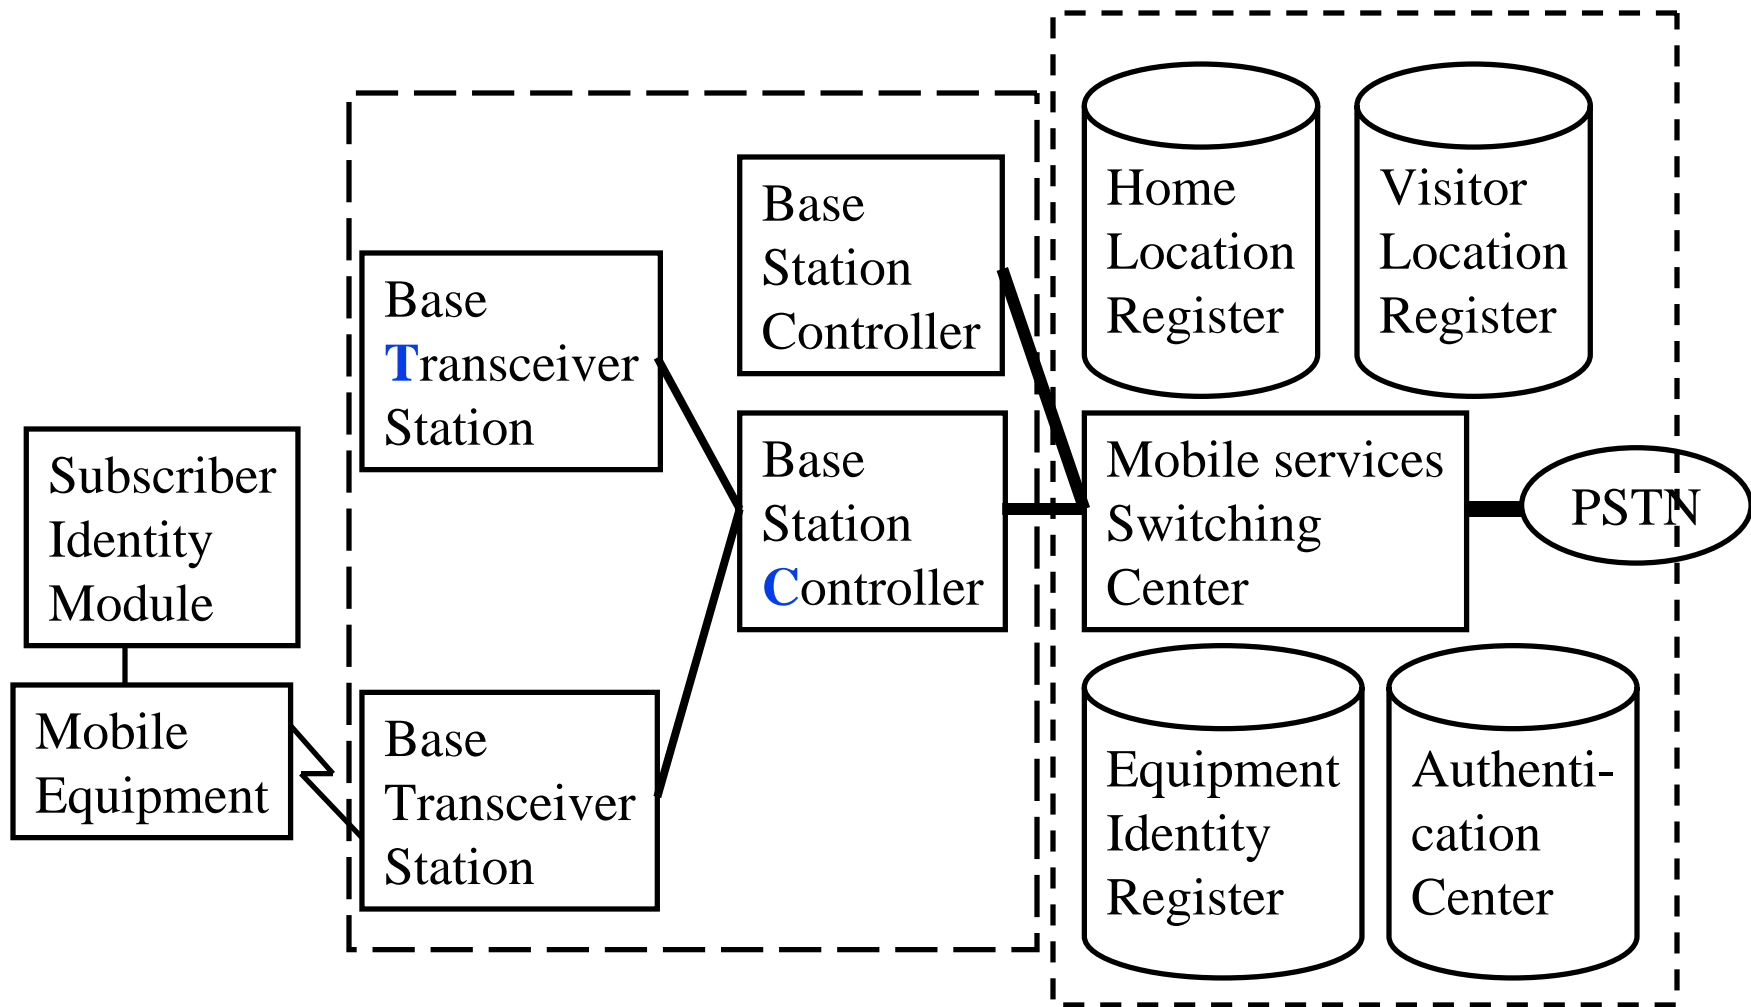 Subscriber
Identity
Module
Mobile
Equipment
Base
Transceiver
Station
Base
Transceiver
Station
Base
Station
Controller
Base
Station
Controller
Home
Location
Register
Visitor
Location
Register
Mobile services
Switching
Center
PSTN
Equipment
Identity
Register
Authenti-
cation
Center